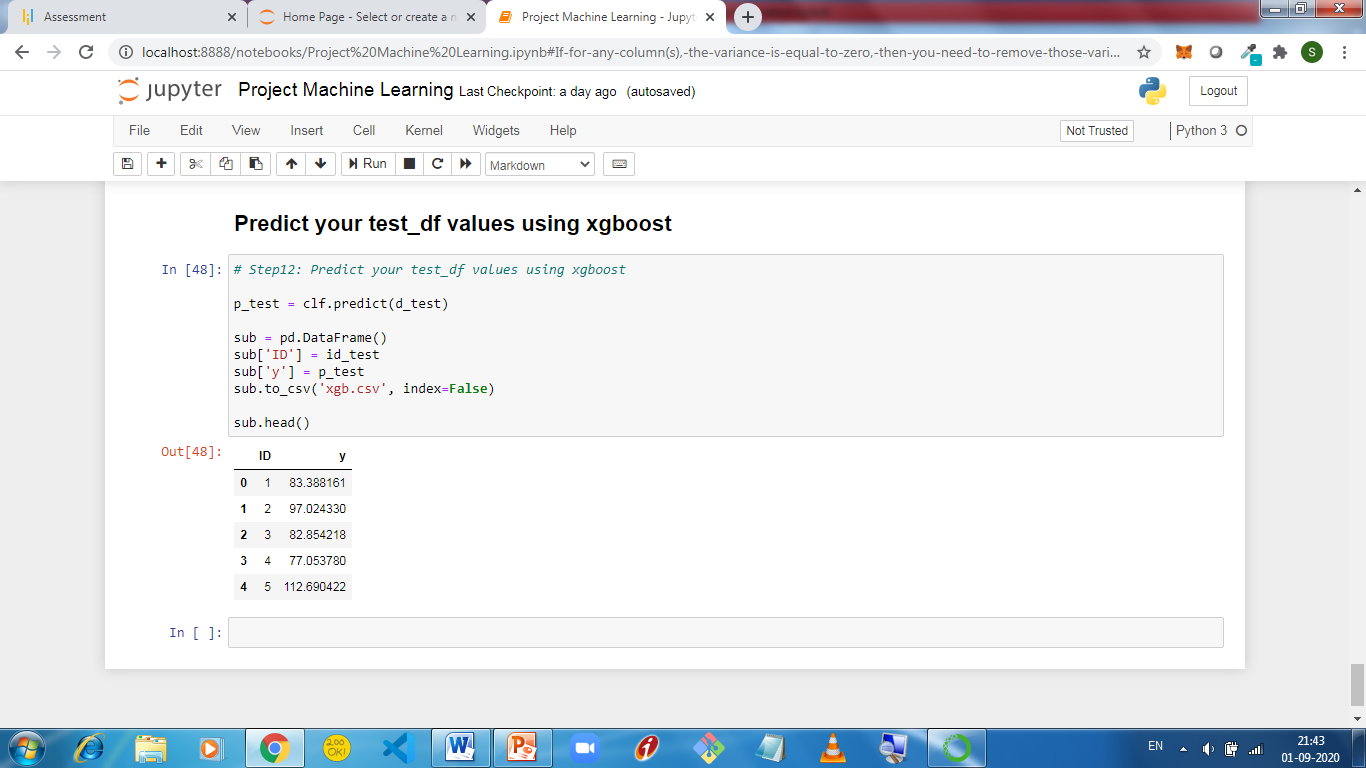 Assessment
Home Page - Select or create a n
Project Machine Learning - Jupyt
localhost:8888/notebooks/Project%20Machine%20Learning.ipynb#If-for-any-column(s),-the-variance-is-equal-to-zero,-then-you-need-to-remove-those-vari...
S
jupyter Project Machine Learning Last Checkpoint: a day ago (autosaved)
Logout
File Edit View Insert Cell Kernel Widgets Help
Not Trusted
Python 3
Run
Markdown
Predict your test_df values using xgboost
In [48]:
# Step12: Predict your test_df values using xgboost
p_test = clf.predict(d_test)
sub = pd.DataFrame()
sub['ID'] = id_test
sub['y'] = p_test
sub.to_csv('xgb.csv', index=False)
sub.head()
Out[48]:
ID y
0 1 83.388161
1 2 97.024330
2 3 82.854218
3 4 77.053780
4 5 112.690422
In [ ]:
200
OK!
W
P
EN
21:43
01-09-2020